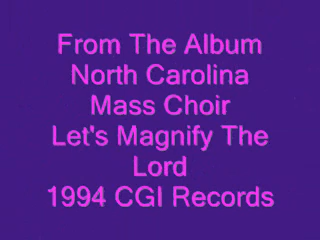 From The Album
North Carolina
Mass Choir
Let's Magnify The
Lord
1994 CGI Records